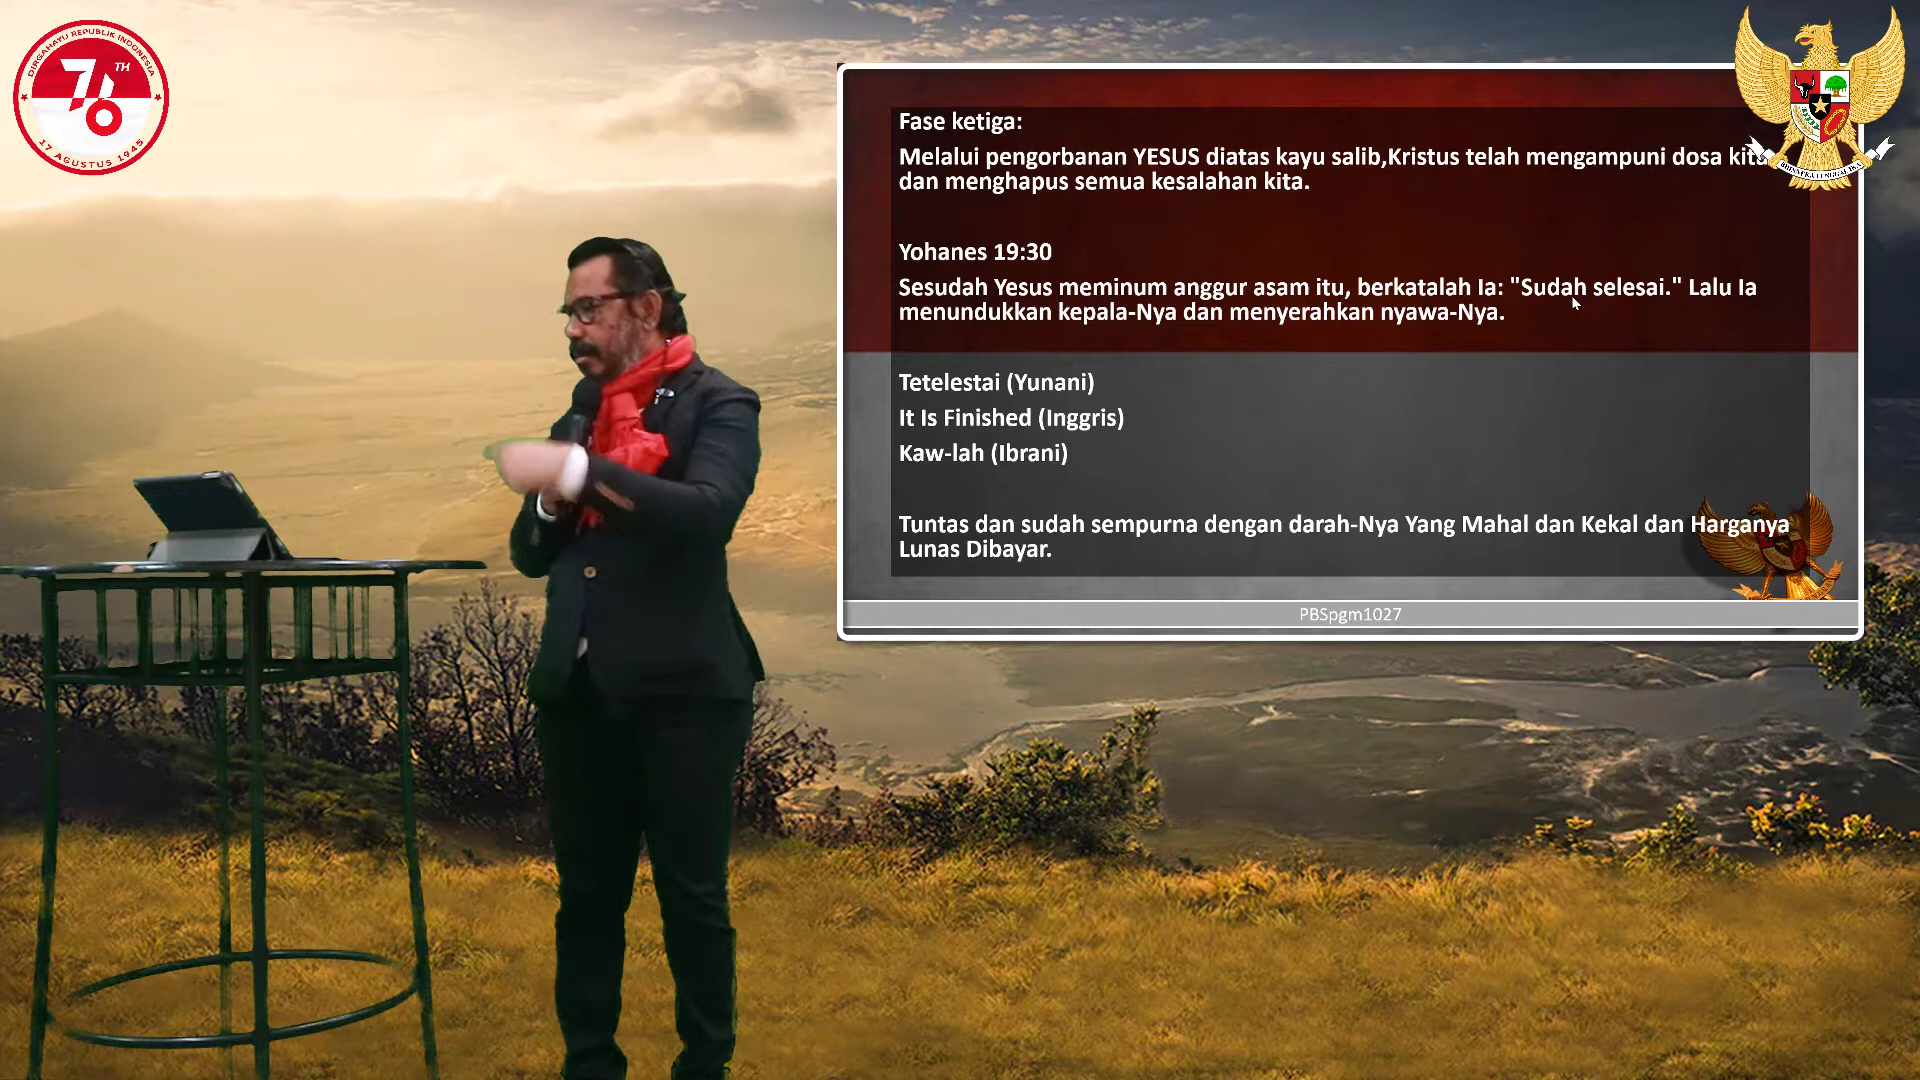 DIRGAHAYU REPUBLIK INDONESIA
76
TH
17 AGUSTUS 1945
Fase ketiga:
Melalui pengorbanan YESUS diatas kayu salib,Kristus telah mengampuni dosa kita
dan menghapus semua kesalahan kita.
Yohanes 19:30
Sesudah Yesus meminum anggur asam itu, berkatalah Ia: "Sudah selesai." Lalu Ia
menundukkan kepala-Nya dan menyerahkan nyawa-Nya.
Tetelestai (Yunani)
It Is Finished (Inggris)
Kaw-lah (Ibrani)
Tuntas dan sudah sempurna dengan darah-Nya Yang Mahal dan Kekal dan Harganya
Lunas Dibayar.
PBSpgm1027
BHINNEKA TUNGGAL IKA